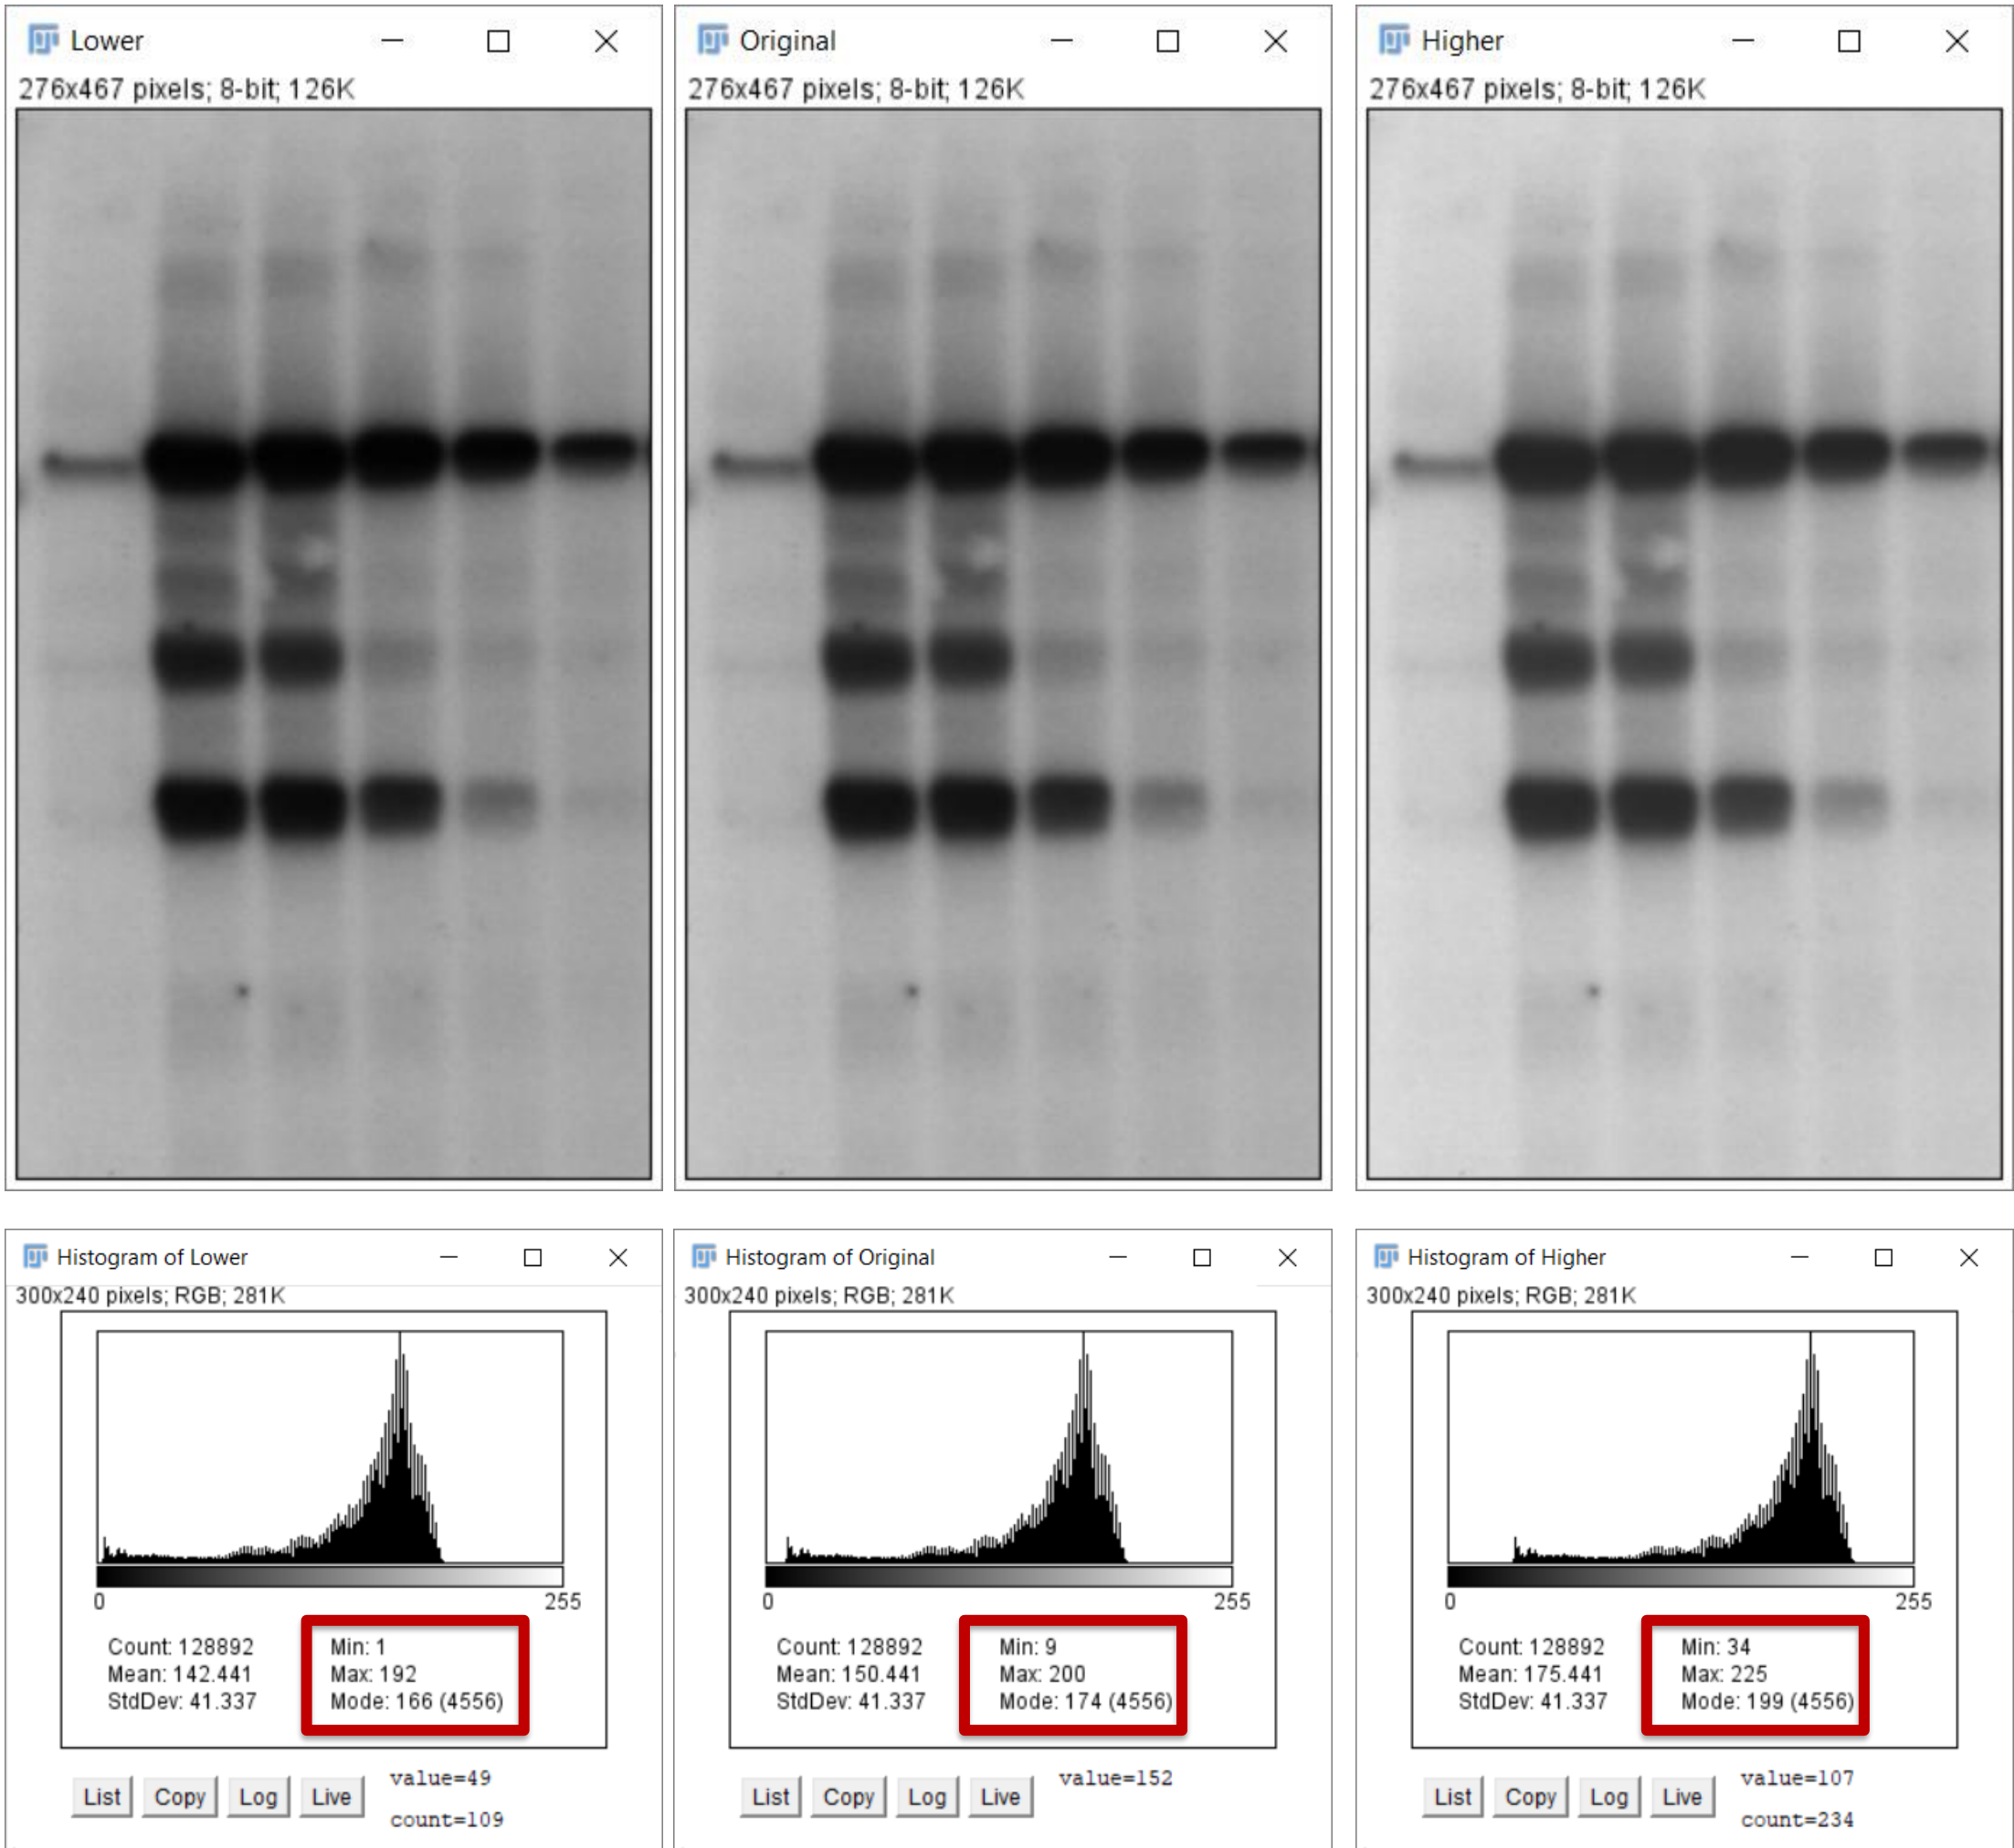 Lower
276x467 pixels; 8-bit; 126K
Original
276x467 pixels; 8-bit; 126K
Higher
276x467 pixels; 8-bit; 126K
Histogram of Lower
300x240 pixels; RGB; 281K
0 255
Count: 128892 Min: 1
Mean: 142.441 Max: 192
StdDev: 41.337 Mode: 166 (4556)
List Copy Log Live
value=49
count=109
Histogram of Original
300x240 pixels; RGB; 281K
0 255
Count: 128892 Min: 9
Mean: 150.441 Max: 200
StdDev: 41.337 Mode: 174 (4556)
List Copy Log Live
value=152
Histogram of Higher
300x240 pixels; RGB; 281K
0 255
Count: 128892 Min: 34
Mean: 175.441 Max: 225
StdDev: 41.337 Mode: 199 (4556)
List Copy Log Live
value=107
count=234